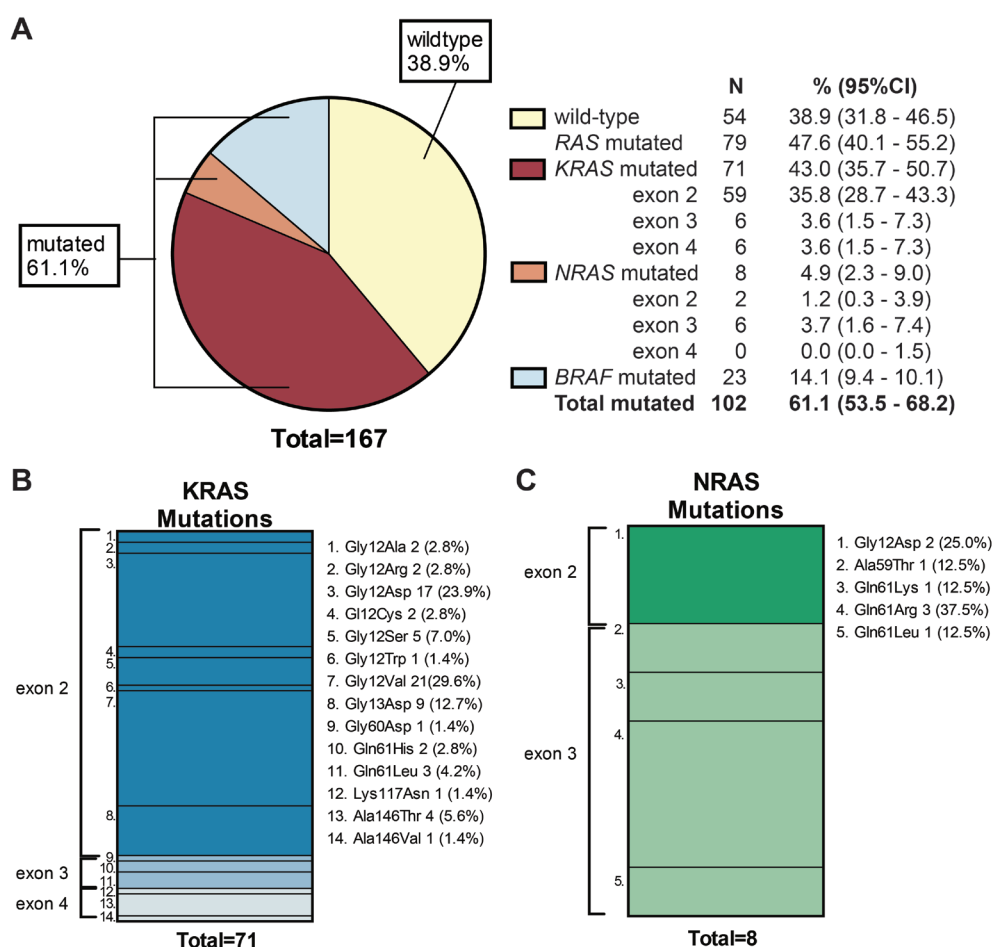 A
wildtype
38.9%
mutated
61.1%
Total=167
N % (95%CI)
wild-type 54 38.9 (31.8 - 46.5)
RAS mutated 79 47.6 (40.1 - 55.2)
KRAS mutated 71 43.0 (35.7 - 50.7)
exon 2 59 35.8 (28.7 - 43.3)
exon 3 6 3.6 (1.5 - 7.3)
exon 4 6 3.6 (1.5 - 7.3)
NRAS mutated 8 4.9 (2.3 - 9.0)
exon 2 2 1.2 (0.3 - 3.9)
exon 3 6 3.7 (1.6 - 7.4)
exon 4 0 0.0 (0.0 - 1.5)
BRAF mutated 23 14.1 (9.4 - 10.1)
Total mutated 102 61.1 (53.5 - 68.2)
B
KRAS
Mutations
exon 2
exon 3
exon 4
1.
2.
3.
4.
5.
6.
7.
8.
9.
10.
11.
12.
13.
14.
1. Gly12Ala 2 (2.8%)
2. Gly12Arg 2 (2.8%)
3. Gly12Asp 17 (23.9%)
4. Gl12Cys 2 (2.8%)
5. Gly12Ser 5 (7.0%)
6. Gly12Trp 1 (1.4%)
7. Gly12Val 21(29.6%)
8. Gly13Asp 9 (12.7%)
9. Gly60Asp 1 (1.4%)
10. Gln61His 2 (2.8%)
11. Gln61Leu 3 (4.2%)
12. Lys117Asn 1 (1.4%)
13. Ala146Thr 4 (5.6%)
14. Ala146Val 1 (1.4%)
Total=71
C
NRAS
Mutations
exon 2
exon 3
1.
2.
3.
4.
5.
1. Gly12Asp 2 (25.0%)
2. Ala59Thr 1 (12.5%)
3. Gln61Lys 1 (12.5%)
4. Gln61Arg 3 (37.5%)
5. Gln61Leu 1 (12.5%)
Total=8